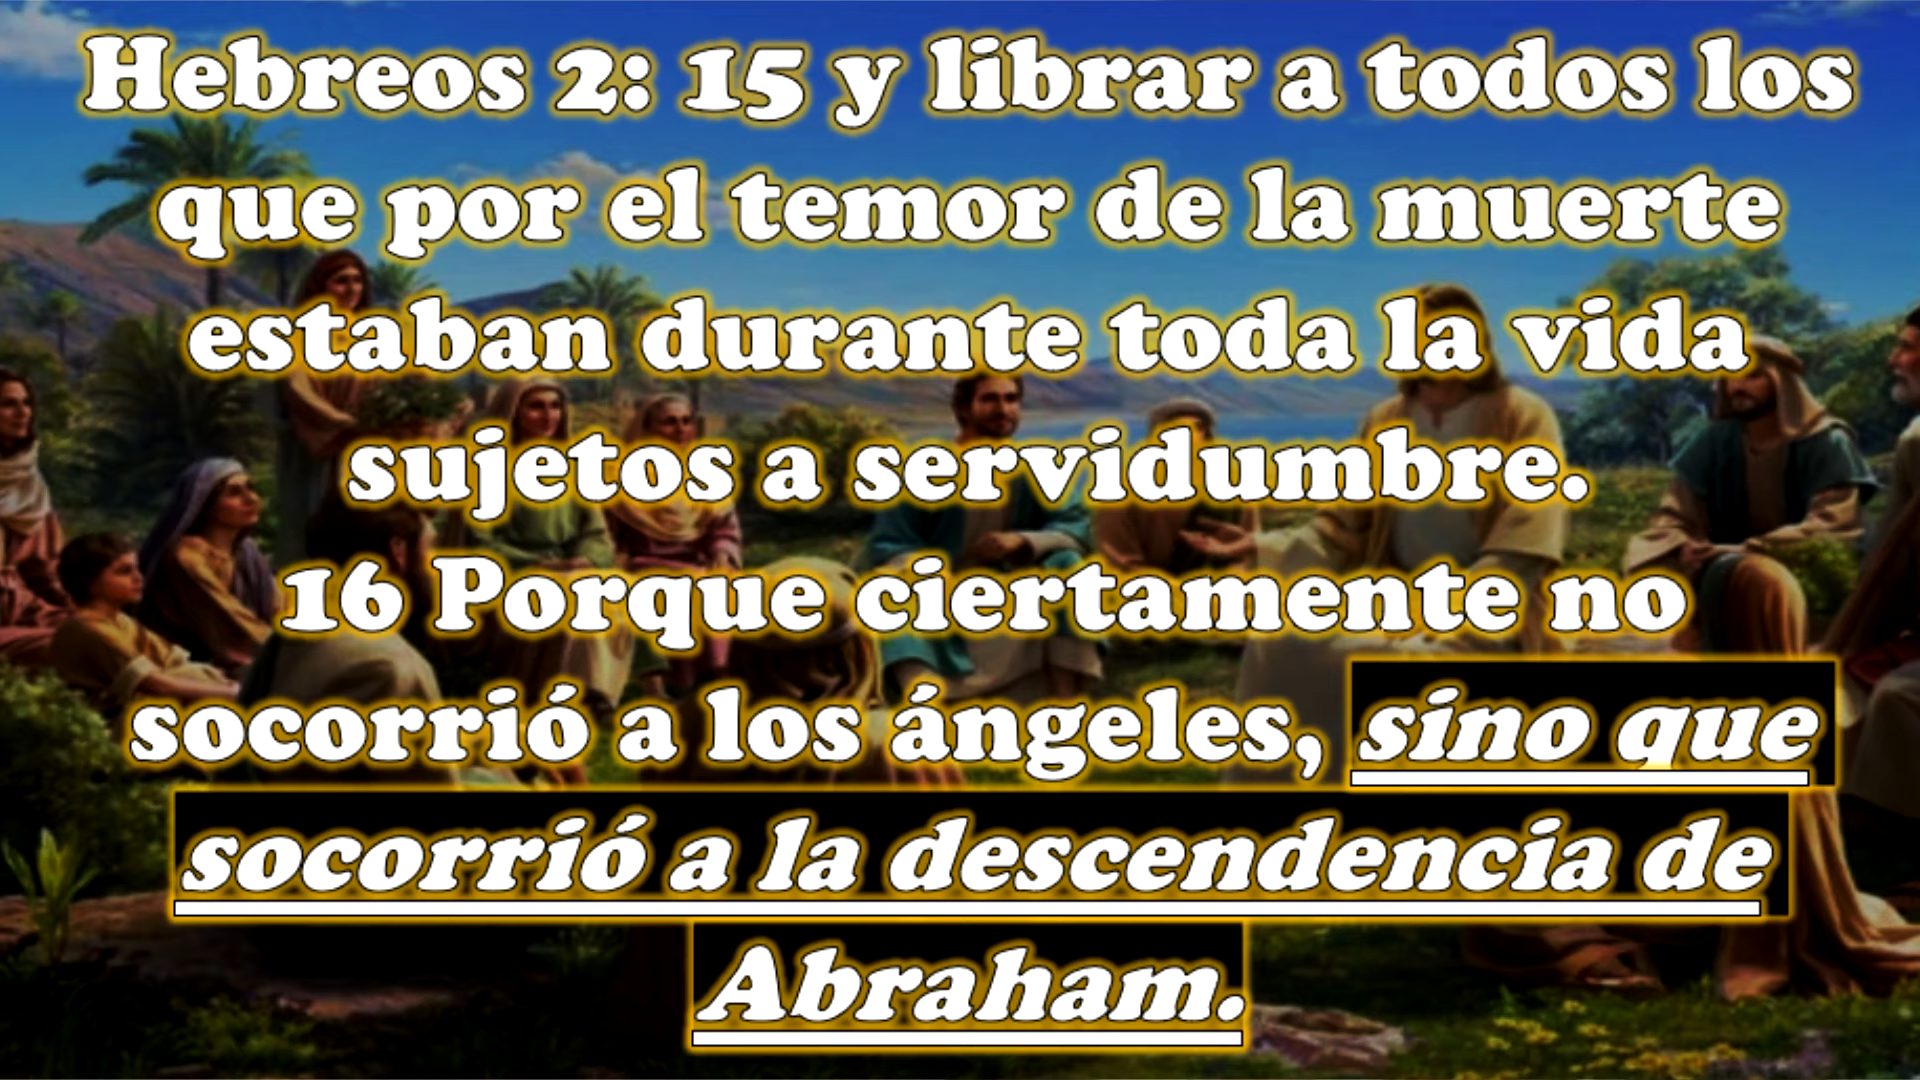 Hebreos 2: 15 y librar a todos los
que por el temor de la muerte
estaban durante toda la vida
sujetos a servidumbre.
16 Porque ciertamente no
socorrió a los ángeles, sino que
socorrió a la descendencia de
Abraham.